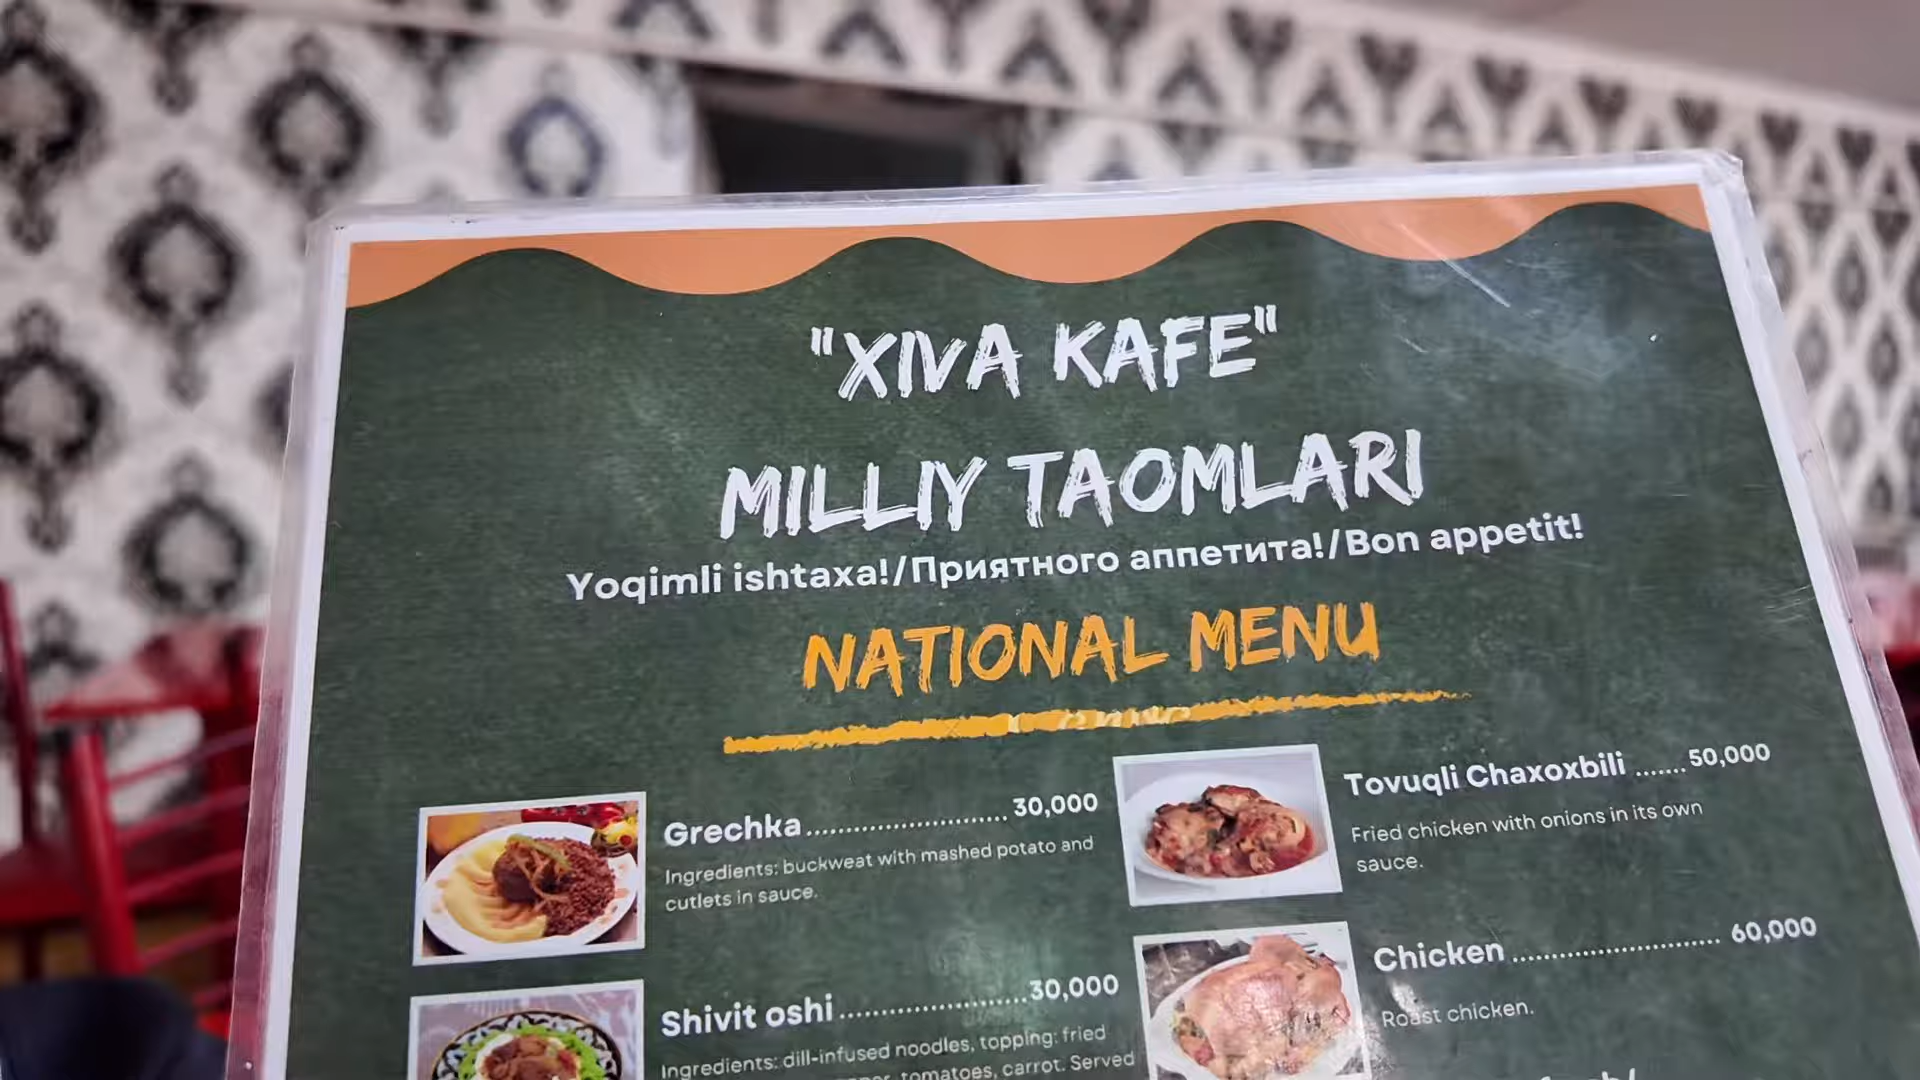 "XIVA KAFE"
MILLIY TAOMLARI
Yoqimli ishtaxa!/Приятного аппетита!/Bon appetit!
NATIONAL MENU
Grechka 30,000
Ingredients: buckweat with mashed potato and
cutlets in sauce.
Shivit oshi 30,000
Ingredients: dill-infused noodles, topping: fried
tomatoes, carrot. Served
Tovuqli Chaxoxbili 50,000
Fried chicken with onions in its own
sauce.
Chicken 60,000
Roast chicken.